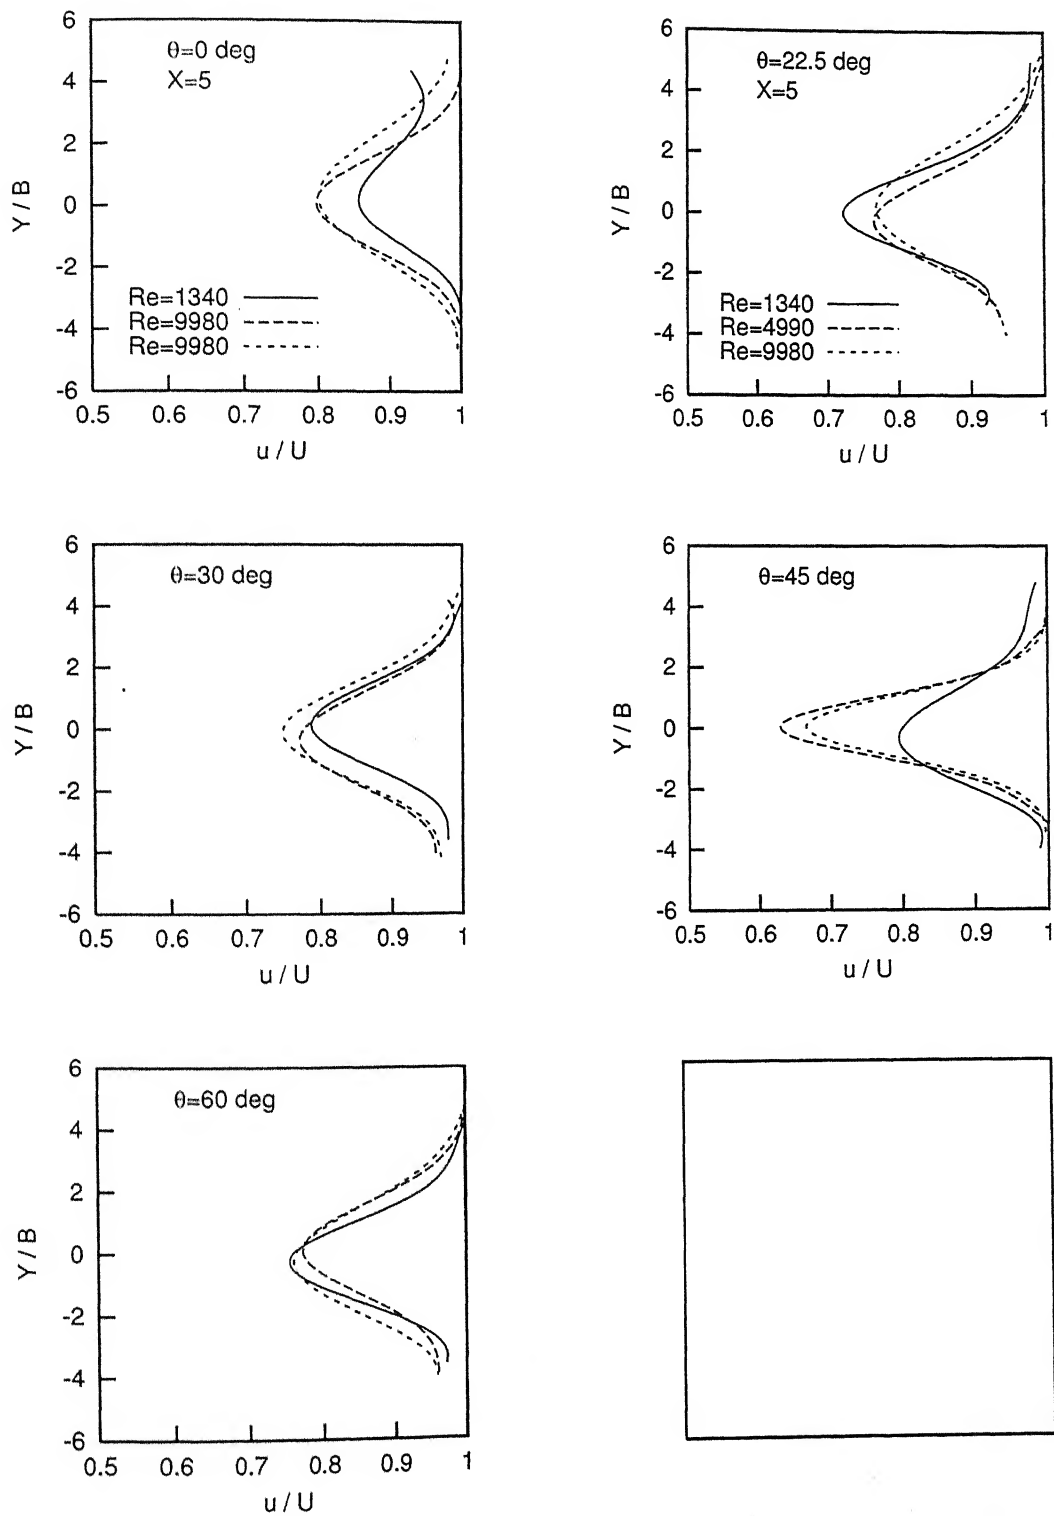 6
θ=0 deg
X=5
4
2
0
-2
-4
-6
Y / B
Re=1340
Re=9980
Re=9980
0.5 0.6 0.7 0.8 0.9 1
u / U
6
θ=22.5 deg
X=5
4
2
0
-2
-4
-6
Y / B
Re=1340
Re=4990
Re=9980
0.5 0.6 0.7 0.8 0.9 1
u / U
6
θ=30 deg
4
2
0
-2
-4
-6
Y / B
0.5 0.6 0.7 0.8 0.9 1
u / U
6
θ=45 deg
4
2
0
-2
-4
-6
Y / B
0.5 0.6 0.7 0.8 0.9 1
u / U
6
θ=60 deg
4
2
0
-2
-4
-6
Y / B
0.5 0.6 0.7 0.8 0.9 1
u / U